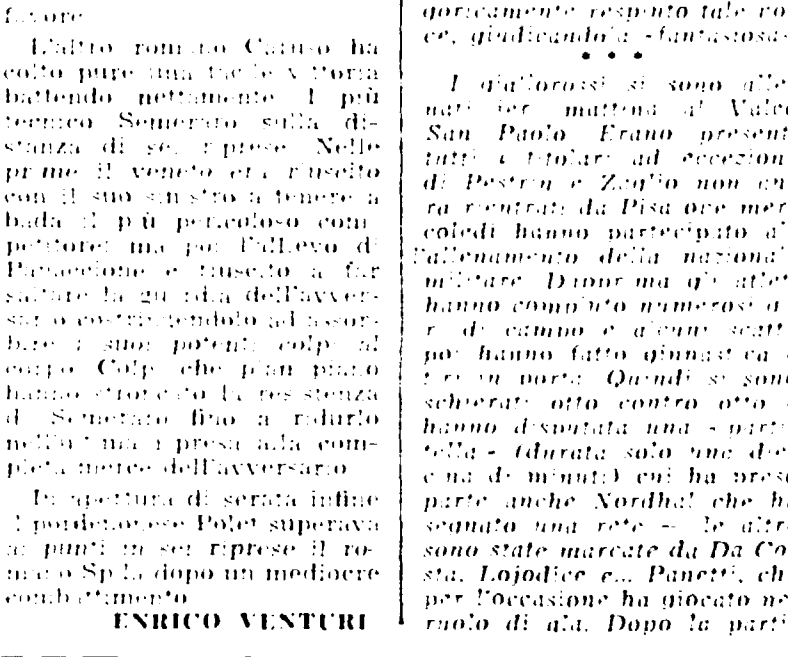 favore
L'altro romano Caruso ha
colto pure una facile vittoria
battendo nettamente il più
tecnico Semeraro sulla di-
stanza di sei riprese. Nelle
prime il veneto era riuscito
con il suo sinistro a tenere a
bada il più pericoloso com-
petitore; ma poi l'allievo di
è riuscito a far
saltare la guardia dell'avver-
sario costringendolo ad assor-
bire i suoi potenti colpi al
corpo Colpi che pian piano
hanno stroncato la resistenza
di Semeraro fino a ridurlo
nell'ultima ripresa alla com-
pleta mercè dell'avversario
In apertura di serata infine
il pordenonese Polet superava
ai punti in sei riprese il ro-
mano Spila dopo un mediocre
combattimento
ENRICO VENTURI
goricamente respinto tale vo-
ce, giudicandola «fantasiosa»
* * *
I giallorossi si sono alle-
nati ieri mattina al Valco
San Paolo Erano present
tutti i titolari ad eccezion
di Pestrin e Zaglio non an
ra rientrati da Pisa ove mer
coledì hanno partecipato al
l'allenamento della nazional
militare Dapprima gli atlet
hanno compiuto numerosi
ri di campo e alcuni scatt
poi hanno fatto ginnastica
tiri in porta Quindi si son
schierati otto contro otto
hanno disputata una «parti
tella» (durata solo una die
cina di minuti) cui ha pres
parte anche Nordhal che h
segnato una rete — le altr
sono state marcate da Da Co
sta, Lojodice e... Panetti, ch
per l'occasione ha giocato ne
ruolo di ala. Dopo la parti